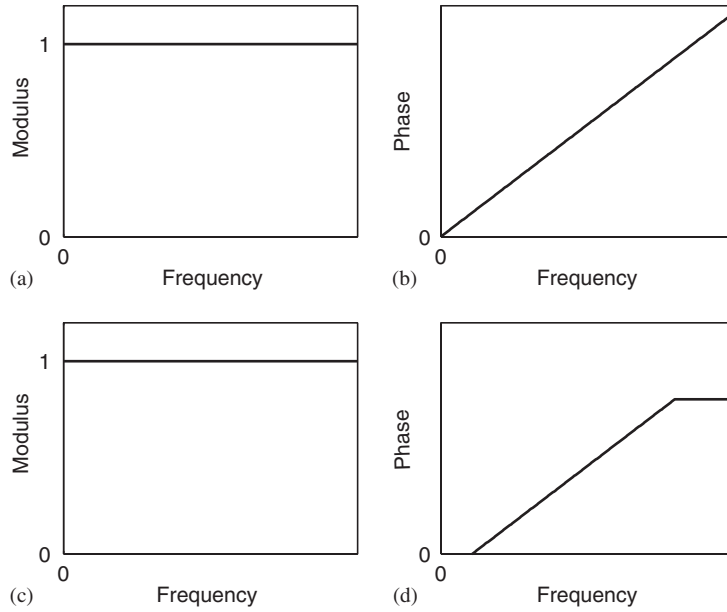 1
Modulus
0
0
(a)
Frequency
Phase
0
0
(b)
Frequency
1
Modulus
0
0
(c)
Frequency
Phase
0
0
(d)
Frequency